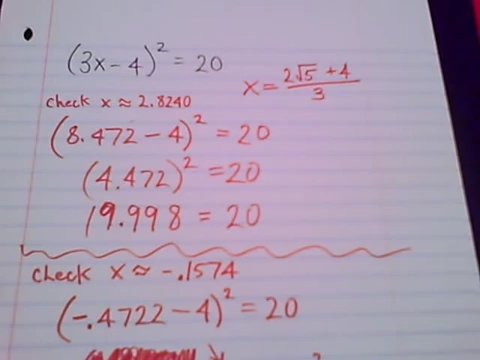 (3x - 4)² = 20
x = (2√5 + 4)/3
check x ≈ 2.8240
(8.472 - 4)² = 20
(4.472)² = 20
19.998 = 20
check x ≈ -.1574
(-.4722 - 4)² = 20